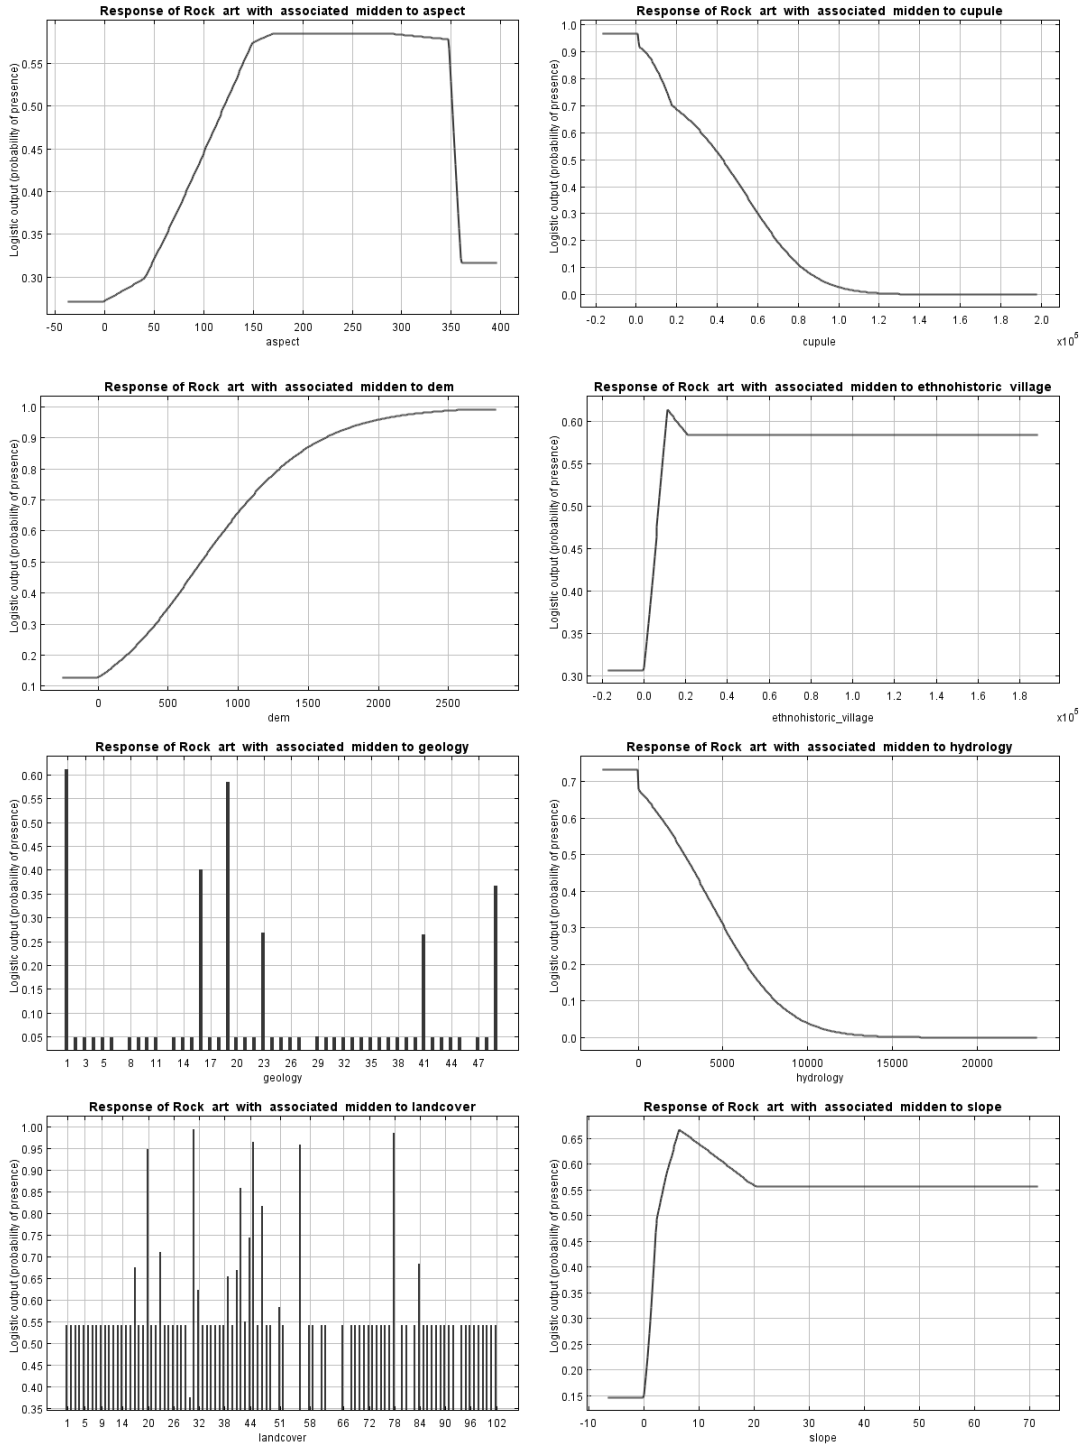 Response of Rock art with associated midden to aspect
Logistic output (probability of presence)
0.55
0.50
0.45
0.40
0.35
0.30
-50 0 50 100 150 200 250 300 350 400
aspect
Response of Rock art with associated midden to cupule
Logistic output (probability of presence)
1.0
0.9
0.8
0.7
0.6
0.5
0.4
0.3
0.2
0.1
0.0
-0.2 0.0 0.2 0.4 0.6 0.8 1.0 1.2 1.4 1.6 1.8 2.0
cupule x10⁵
Response of Rock art with associated midden to dem
Logistic output (probability of presence)
1.0
0.9
0.8
0.7
0.6
0.5
0.4
0.3
0.2
0.1
0 500 1000 1500 2000 2500
dem
Response of Rock art with associated midden to ethnohistoric village
Logistic output (probability of presence)
0.60
0.55
0.50
0.45
0.40
0.35
0.30
-0.2 0.0 0.2 0.4 0.6 0.8 1.0 1.2 1.4 1.6 1.8
ethnohistoric_village x10⁵
Response of Rock art with associated midden to geology
Logistic output (probability of presence)
0.60
0.55
0.50
0.45
0.40
0.35
0.30
0.25
0.20
0.15
0.10
0.05
1 3 5 8 11 14 17 20 23 26 29 32 35 38 41 44 47
geology
Response of Rock art with associated midden to hydrology
Logistic output (probability of presence)
0.7
0.6
0.5
0.4
0.3
0.2
0.1
0.0
0 5000 10000 15000 20000
hydrology
Response of Rock art with associated midden to landcover
Logistic output (probability of presence)
1.00
0.95
0.90
0.85
0.80
0.75
0.70
0.65
0.60
0.55
0.50
0.45
0.40
0.35
1 5 9 14 20 26 32 38 44 51 58 66 72 78 84 90 96 102
landcover
Response of Rock art with associated midden to slope
Logistic output (probability of presence)
0.65
0.60
0.55
0.50
0.45
0.40
0.35
0.30
0.25
0.20
0.15
-10 0 10 20 30 40 50 60 70
slope